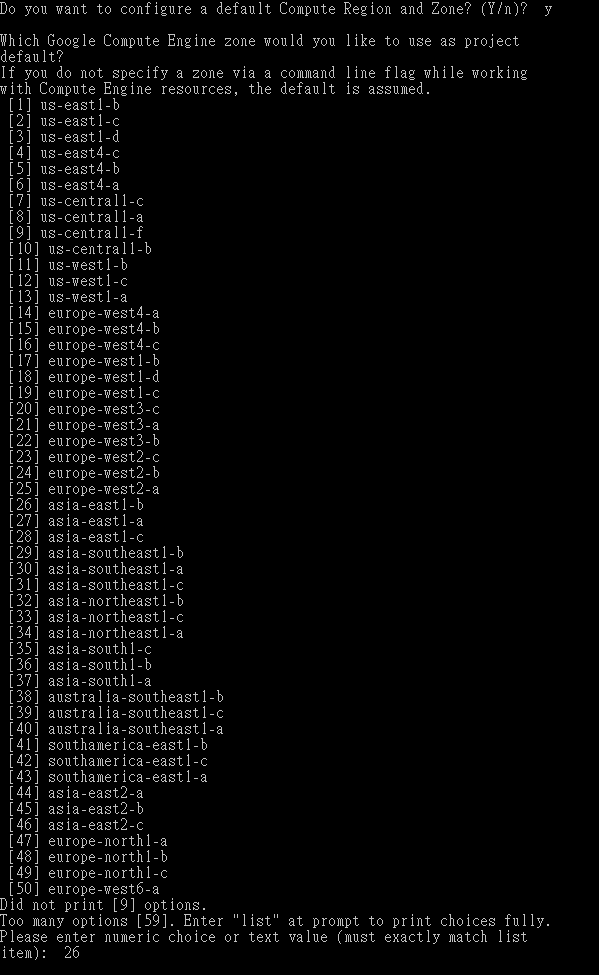 Do you want to configure a default Compute Region and Zone? (Y/n)?  y
Which Google Compute Engine zone would you like to use as project
default?
If you do not specify a zone via a command line flag while working
with Compute Engine resources, the default is assumed.
[1] us-east1-b
[2] us-east1-c
[3] us-east1-d
[4] us-east4-c
[5] us-east4-b
[6] us-east4-a
[7] us-central1-c
[8] us-central1-a
[9] us-central1-f
[10] us-central1-b
[11] us-west1-b
[12] us-west1-c
[13] us-west1-a
[14] europe-west4-a
[15] europe-west4-b
[16] europe-west4-c
[17] europe-west1-b
[18] europe-west1-d
[19] europe-west1-c
[20] europe-west3-c
[21] europe-west3-a
[22] europe-west3-b
[23] europe-west2-c
[24] europe-west2-b
[25] europe-west2-a
[26] asia-east1-b
[27] asia-east1-a
[28] asia-east1-c
[29] asia-southeast1-b
[30] asia-southeast1-a
[31] asia-southeast1-c
[32] asia-northeast1-b
[33] asia-northeast1-c
[34] asia-northeast1-a
[35] asia-south1-c
[36] asia-south1-b
[37] asia-south1-a
[38] australia-southeast1-b
[39] australia-southeast1-c
[40] australia-southeast1-a
[41] southamerica-east1-b
[42] southamerica-east1-c
[43] southamerica-east1-a
[44] asia-east2-a
[45] asia-east2-b
[46] asia-east2-c
[47] europe-north1-a
[48] europe-north1-b
[49] europe-north1-c
[50] europe-west6-a
Did not print [9] options.
Too many options [59]. Enter "list" at prompt to print choices fully.
Please enter numeric choice or text value (must exactly match list
item):  26